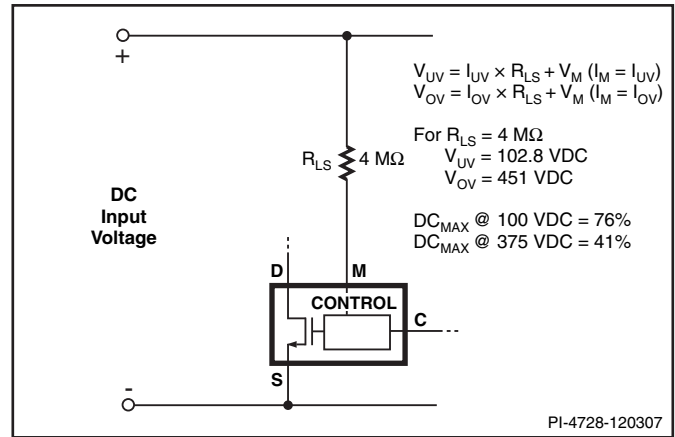 +
V_UV = I_UV × R_LS + V_M (I_M = I_UV)
V_OV = I_OV × R_LS + V_M (I_M = I_OV)
For R_LS = 4 MΩ
V_UV = 102.8 VDC
V_OV = 451 VDC
DC_MAX @ 100 VDC = 76%
DC_MAX @ 375 VDC = 41%
R_LS
4 MΩ
DC
Input
Voltage
D
M
CONTROL
C
S
-
PI-4728-120307